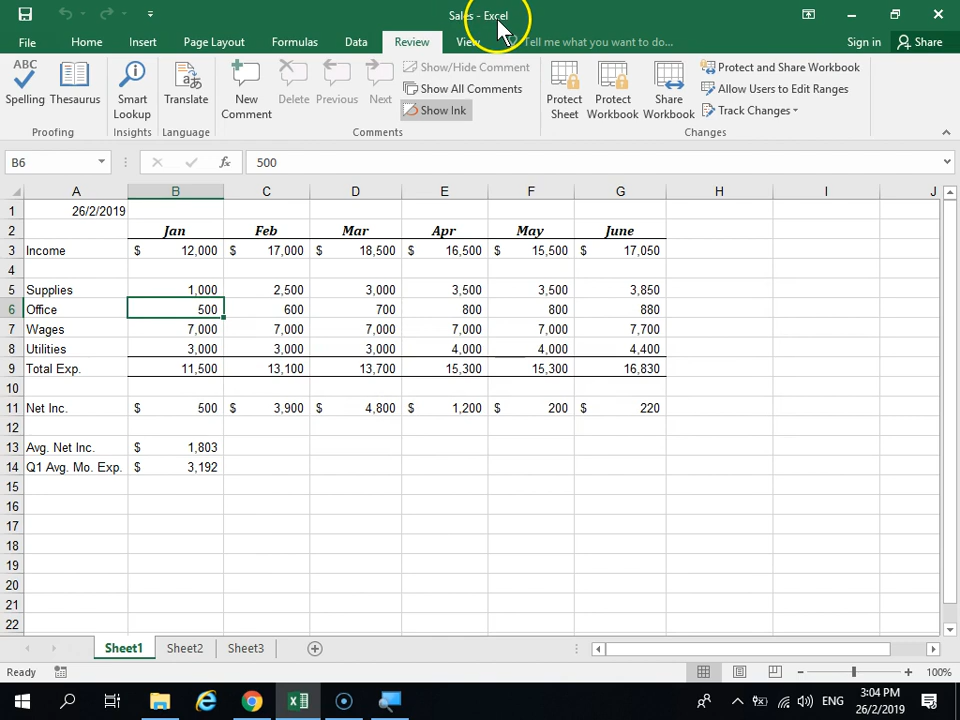 Sales - Excel
File Home Insert Page Layout Formulas Data Review View Tell me what you want to do... Sign in Share
ABC
Spelling Thesaurus Smart Lookup Translate New Comment Delete Previous Next Show/Hide Comment Show All Comments Show Ink Protect Sheet Protect Workbook Share Workbook Protect and Share Workbook Allow Users to Edit Ranges Track Changes
Proofing Insights Language Comments Changes
B6 fx 500
A B C D E F G H I J
1 26/2/2019
2 Jan Feb Mar Apr May June
3 Income $ 12,000 $ 17,000 $ 18,500 $ 16,500 $ 15,500 $ 17,050
4
5 Supplies 1,000 2,500 3,000 3,500 3,500 3,850
6 Office 500 600 700 800 800 880
7 Wages 7,000 7,000 7,000 7,000 7,000 7,700
8 Utilities 3,000 3,000 3,000 4,000 4,000 4,400
9 Total Exp. 11,500 13,100 13,700 15,300 15,300 16,830
10
11 Net Inc. $ 500 $ 3,900 $ 4,800 $ 1,200 $ 200 $ 220
12
13 Avg. Net Inc. $ 1,803
14 Q1 Avg. Mo. Exp. $ 3,192
15
16
17
18
19
20
21
22
Sheet1 Sheet2 Sheet3
Ready 100%
ENG 3:04 PM
26/2/2019